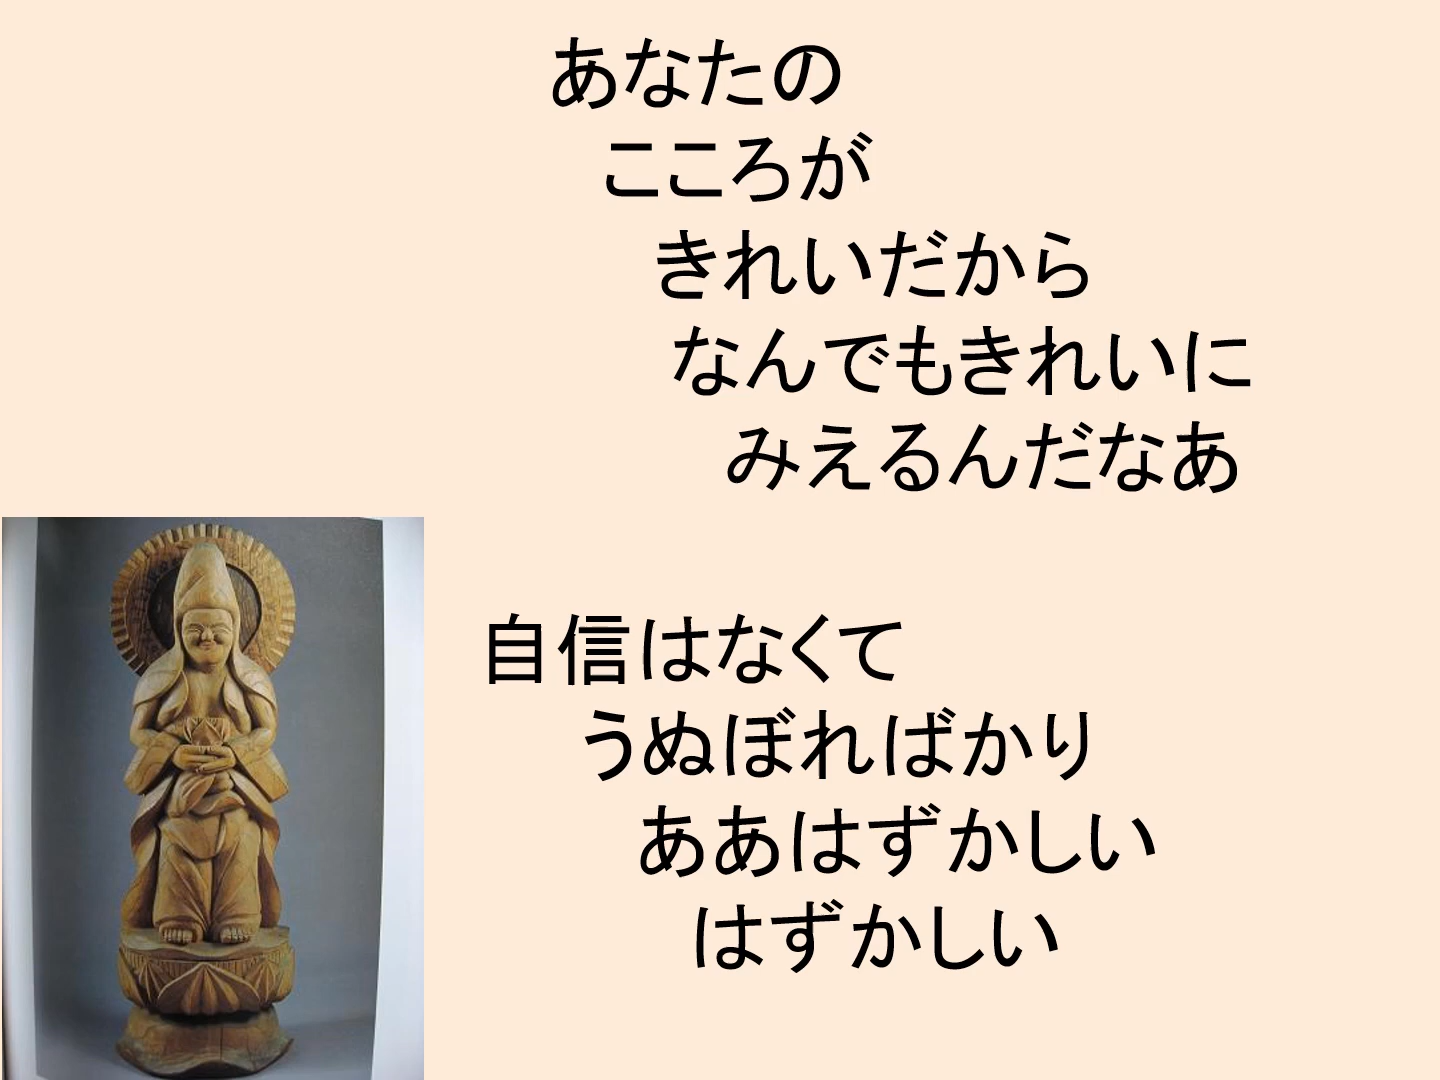 あなたの
こころが
きれいだから
なんでもきれいに
みえるんだなあ
自信はなくて
うぬぼればかり
ああはずかしい
はずかしい